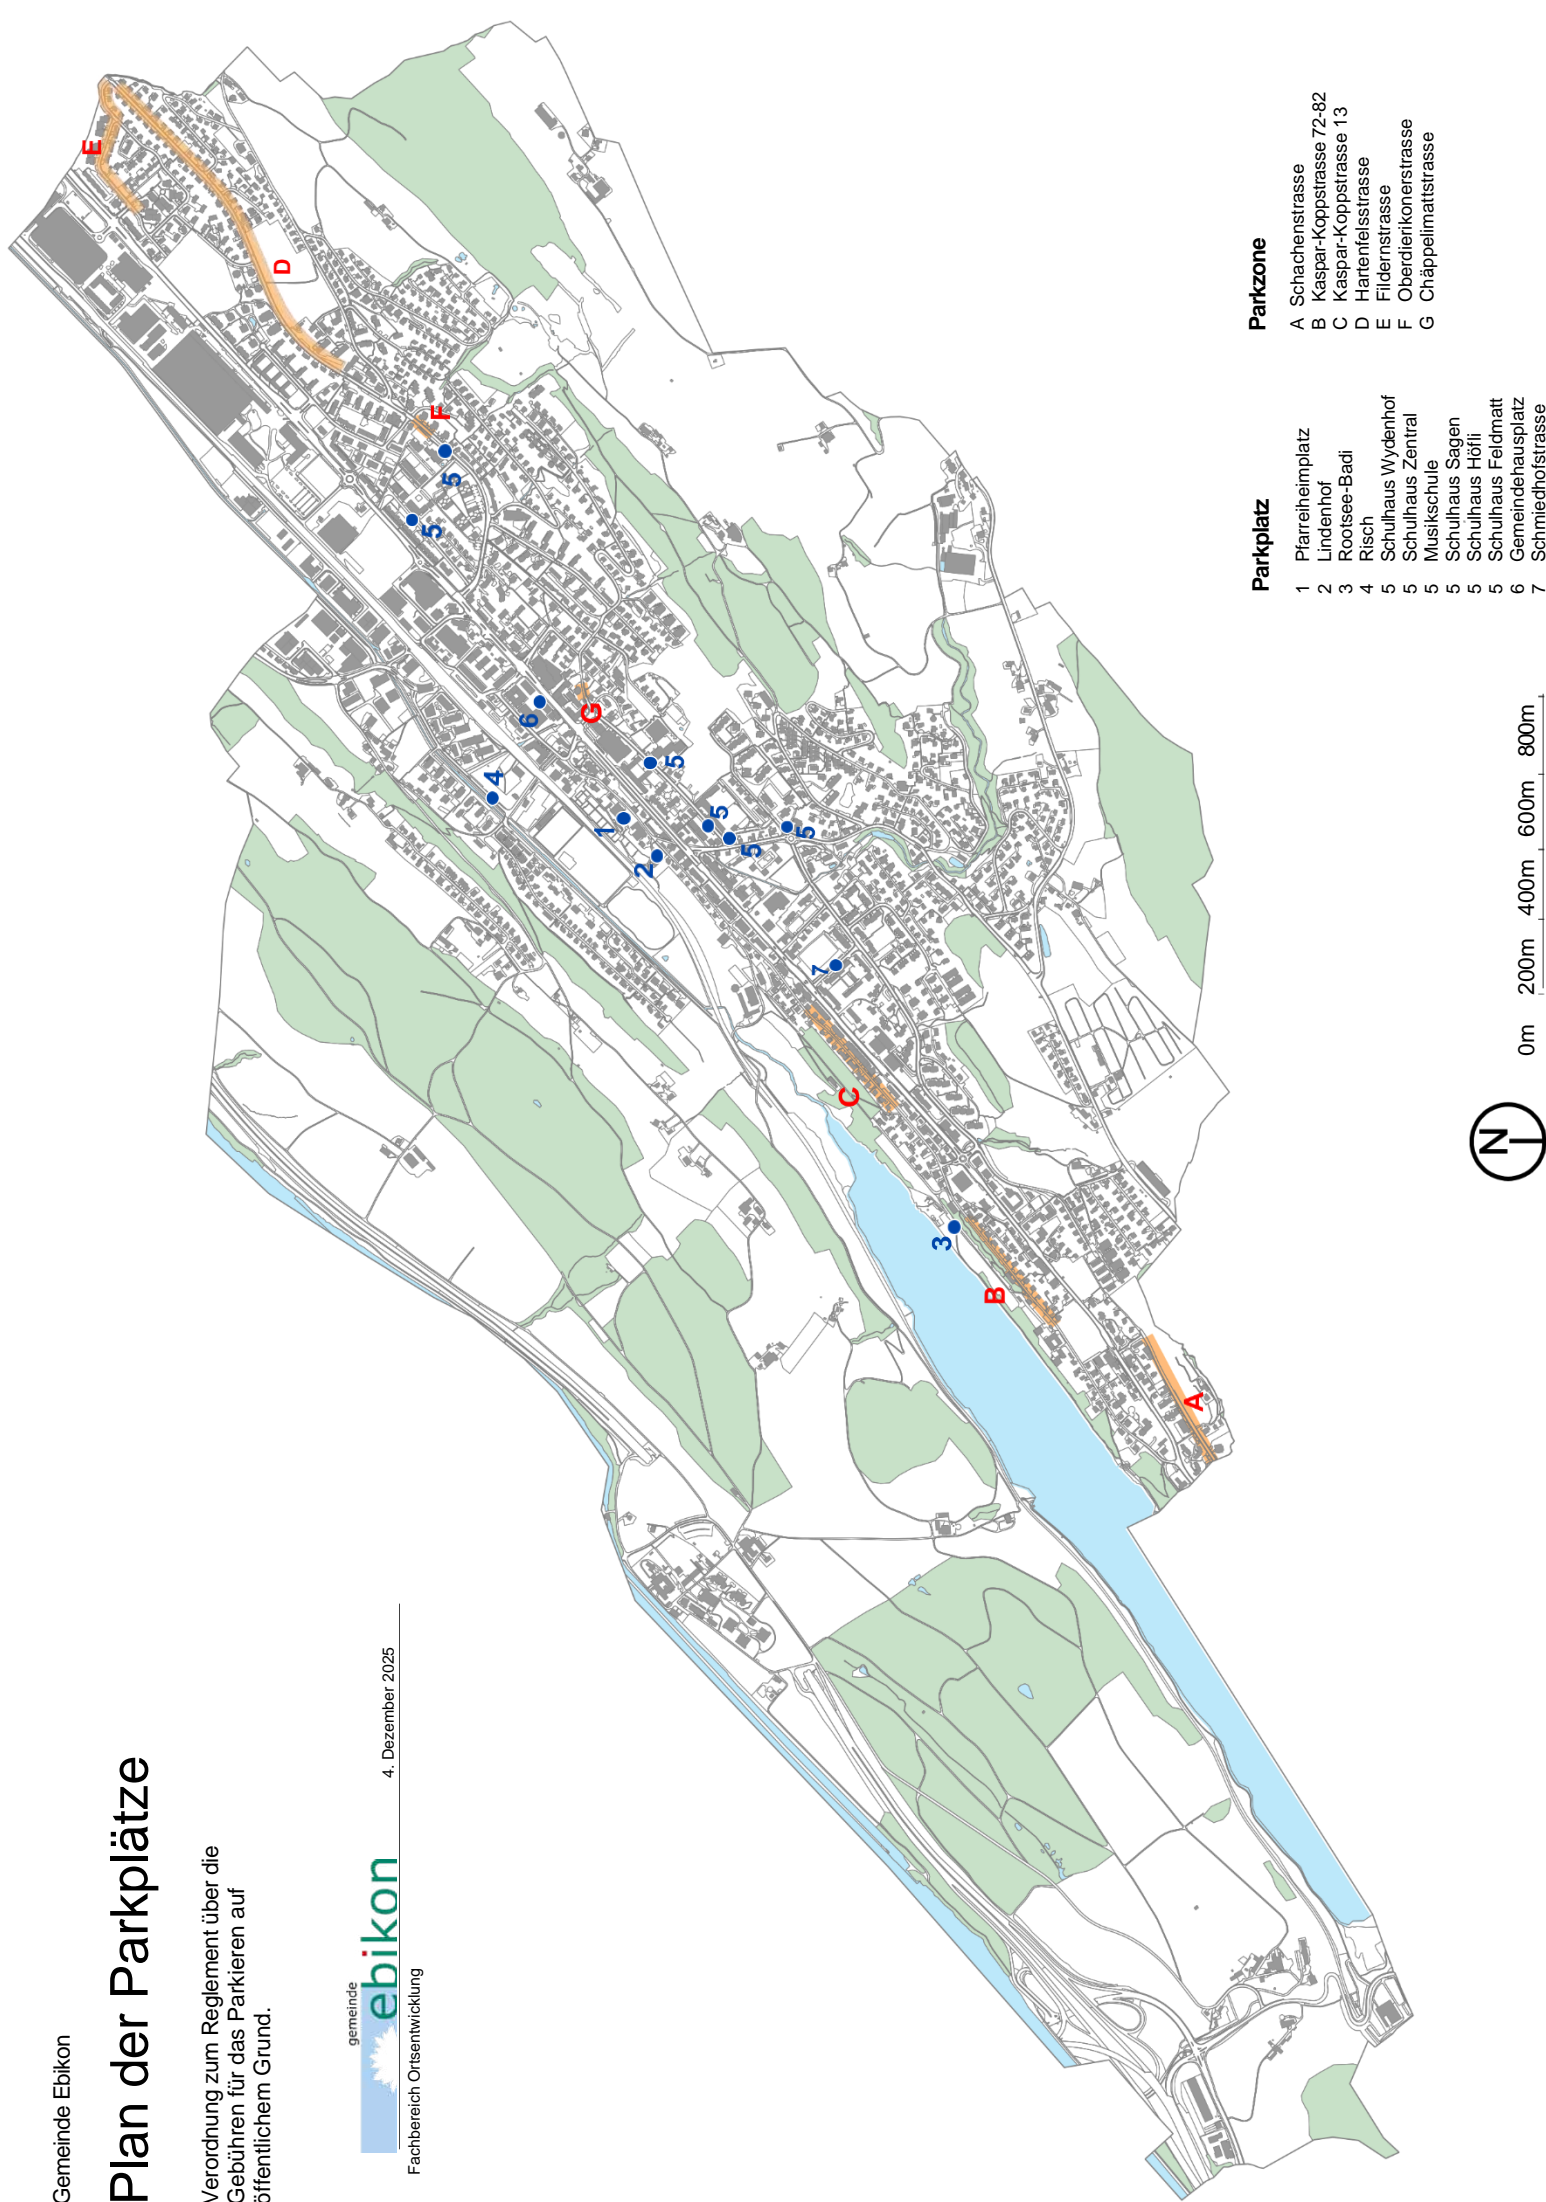 Gemeinde Ebikon
Plan der Parkplätze
Verordnung zum Reglement über die
Gebühren für das Parkieren auf
öffentlichem Grund.
gemeinde
ebikon
4. Dezember 2025
Fachbereich Ortsentwicklung
E
D
F
5
5
6
G
4
5
1
5
2
5
5
7
C
3
B
A
Parkplatz
1 Pfarreiheimplatz
2 Lindenhof
3 Rootsee-Badi
4 Risch
5 Schulhaus Wydenhof
5 Schulhaus Zentral
5 Musikschule
5 Schulhaus Sagen
5 Schulhaus Höfli
5 Schulhaus Feldmatt
6 Gemeindehausplatz
7 Schmiedhofstrasse
Parkzone
A Schachenstrasse
B Kaspar-Koppstrasse 72-82
C Kaspar-Koppstrasse 13
D Hartenfelsstrasse
E Fildernstrasse
F Oberdierikonerstrasse
G Chäppelimattstrasse
N
0m 200m 400m 600m 800m